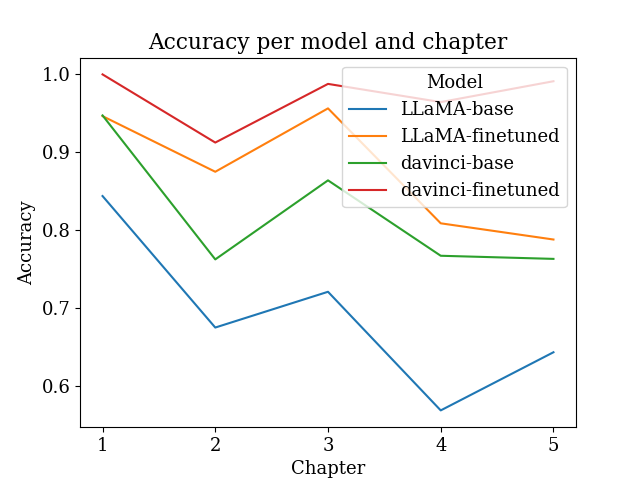 Accuracy per model and chapter
1.0
0.9
0.8
0.7
0.6
Accuracy
Model
LLaMA-base
LLaMA-finetuned
davinci-base
davinci-finetuned
1 2 3 4 5
Chapter